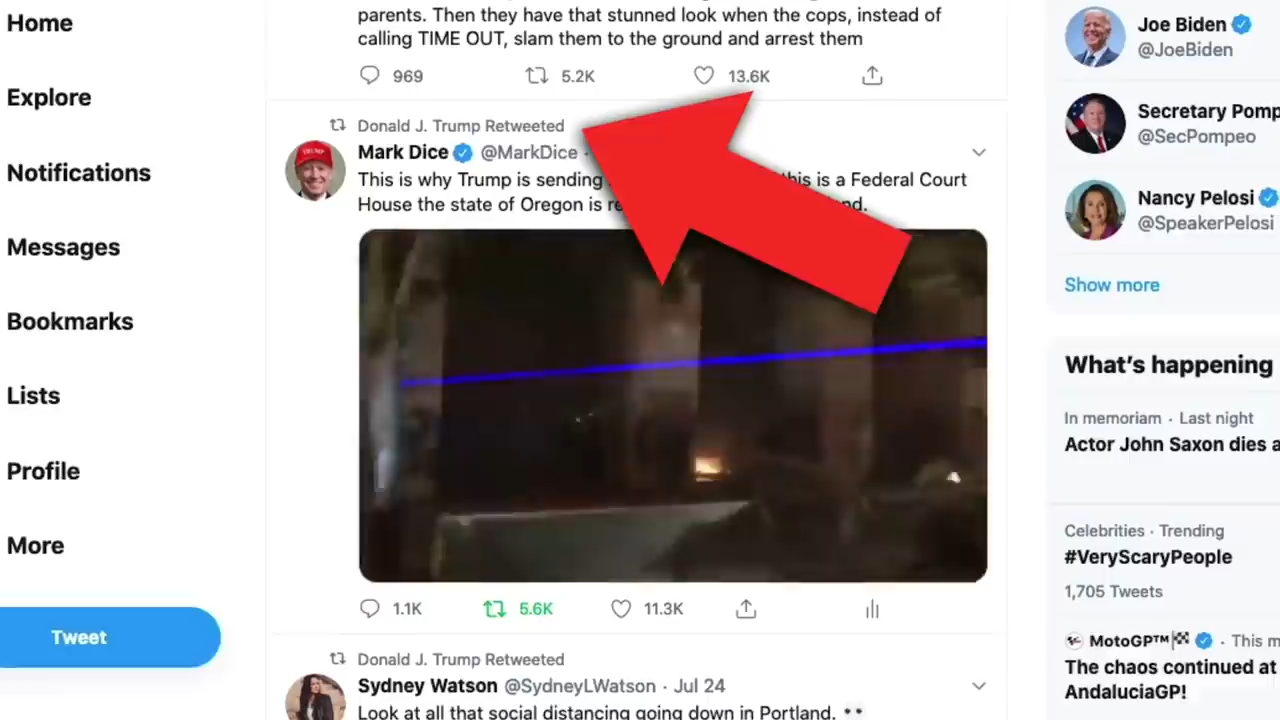 Home
Explore
Notifications
Messages
Bookmarks
Lists
Profile
More
Tweet
parents. Then they have that stunned look when the cops, instead of
calling TIME OUT, slam them to the ground and arrest them
969 5.2K 13.6K
Donald J. Trump Retweeted
TRUMP
Mark Dice @MarkDice ·
This is why Trump is sending this is a Federal Court
House the state of Oregon is
1.1K 5.6K 11.3K
Donald J. Trump Retweeted
Sydney Watson @SydneyLWatson · Jul 24
Look at all that social distancing going down in Portland. 👀
Joe Biden
@JoeBiden
Secretary Pomp
@SecPompeo
Nancy Pelosi
@SpeakerPelosi
Show more
What's happening
In memoriam · Last night
Actor John Saxon dies a
Celebrities · Trending
#VeryScaryPeople
1,705 Tweets
MotoGP™🏁 · This m
The chaos continued at
AndaluciaGP!